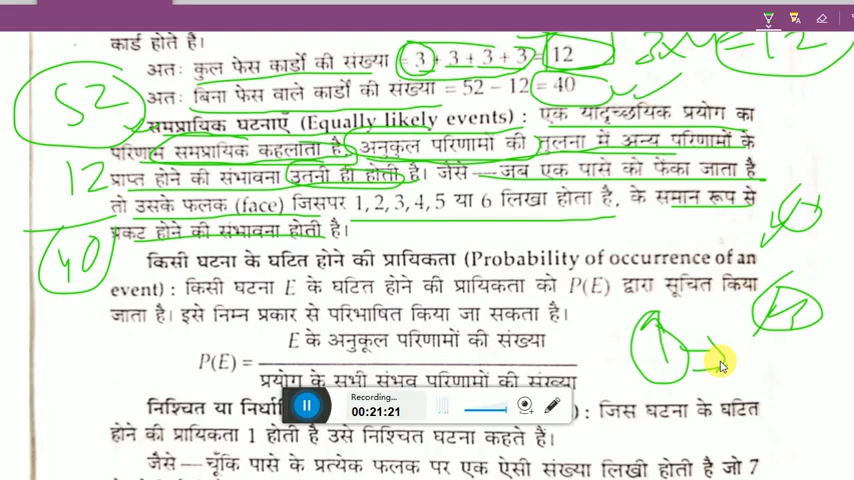 कार्ड होते है।
अतः कुल फेस कार्डो की संख्या = 3 + 3 + 3 + 3 = 12
अतः बिना फेस वाले कार्डो की संख्या = 52 – 12 = 40
52
12
40
समप्रायिक घटनाएँ (Equally likely events) : एक यादृच्छयिक प्रयोग का
परिणाम समप्रायिक कहलाता है, अनुकुल परिणामों की तुलना में अन्य परिणामों के
प्राप्त होने की संभावना उतनी ही होती है। जैसे—जब एक पासे को फेंका जाता है
तो उसके फलक (face) जिसपर 1, 2, 3, 4, 5 या 6 लिखा होता है, के समान रूप से
प्रकट होने की संभावना होती है।
किसी घटना के घटित होने की प्रायिकता (Probability of occurrence of an
event) : किसी घटना E के घटित होने की प्रायिकता को P(E) द्वारा सूचित किया
जाता है। इसे निम्न प्रकार से परिभाषित किया जा सकता है।
P(E) = E के अनुकूल परिणामों की संख्या
प्रयोग के सभी संभव परिणामों की संख्या
Recording...
00:21:21
निश्चित या : जिस घटना के घटित
होने की प्रायिकता 1 होती है उसे निश्चित घटना कहते हैं।
जैसे—चूँकि पासे के प्रत्येक फलक पर एक ऐसी संख्या लिखी होती है जो 7